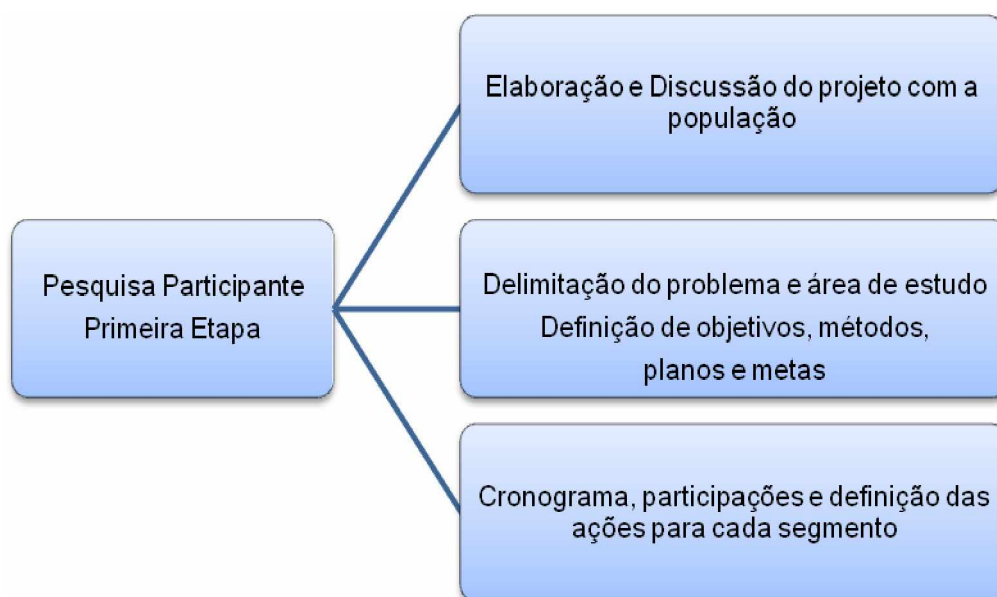 Elaboração e Discussão do projeto com a
população
Pesquisa Participante
Primeira Etapa
Delimitação do problema e área de estudo
Definição de objetivos, métodos,
planos e metas
Cronograma, participações e definição das
ações para cada segmento